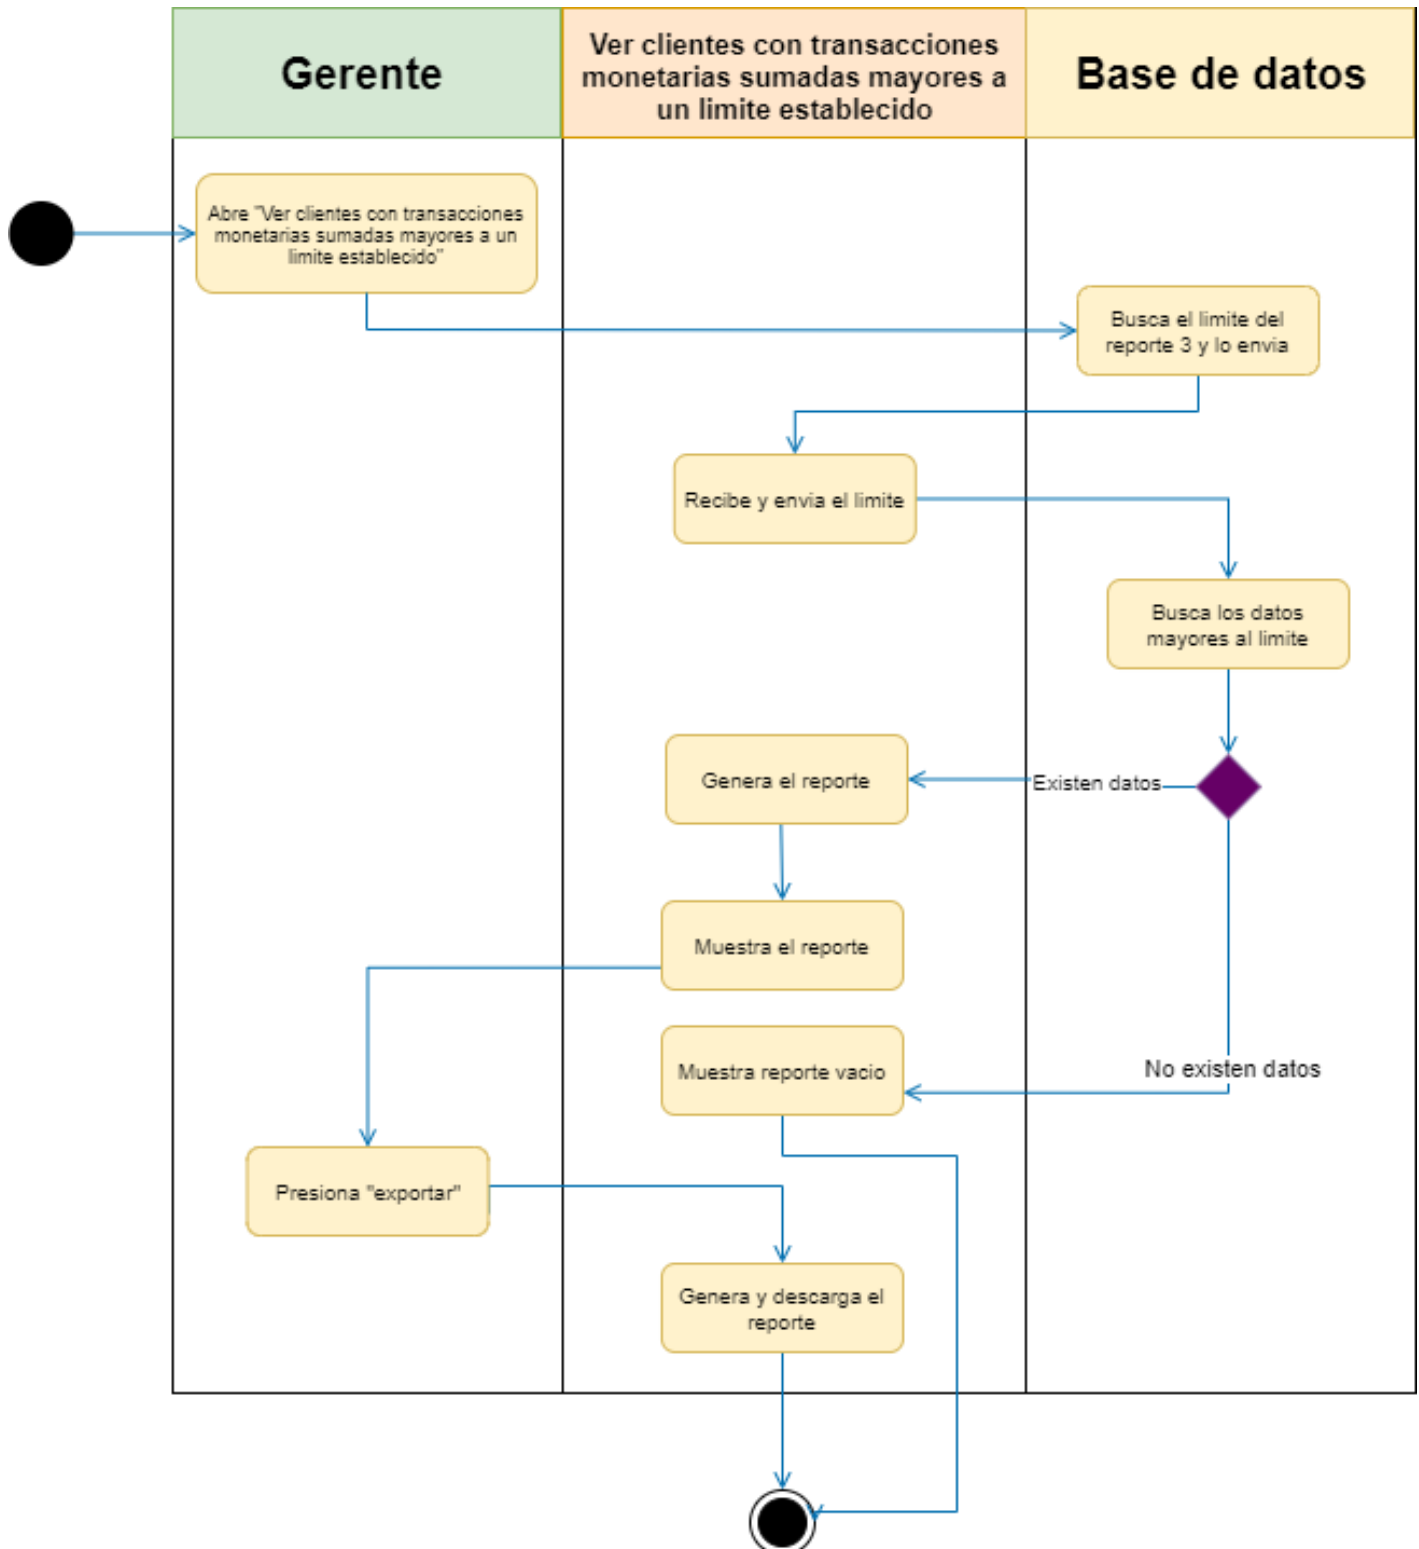 Gerente
Ver clientes con transacciones
monetarias sumadas mayores a
un limite establecido
Base de datos
Abre "Ver clientes con transacciones
monetarias sumadas mayores a un
limite establecido"
Busca el limite del
reporte 3 y lo envia
Recibe y envia el limite
Busca los datos
mayores al limite
Genera el reporte
Existen datos
Muestra el reporte
Muestra reporte vacio
No existen datos
Presiona "exportar"
Genera y descarga el
reporte